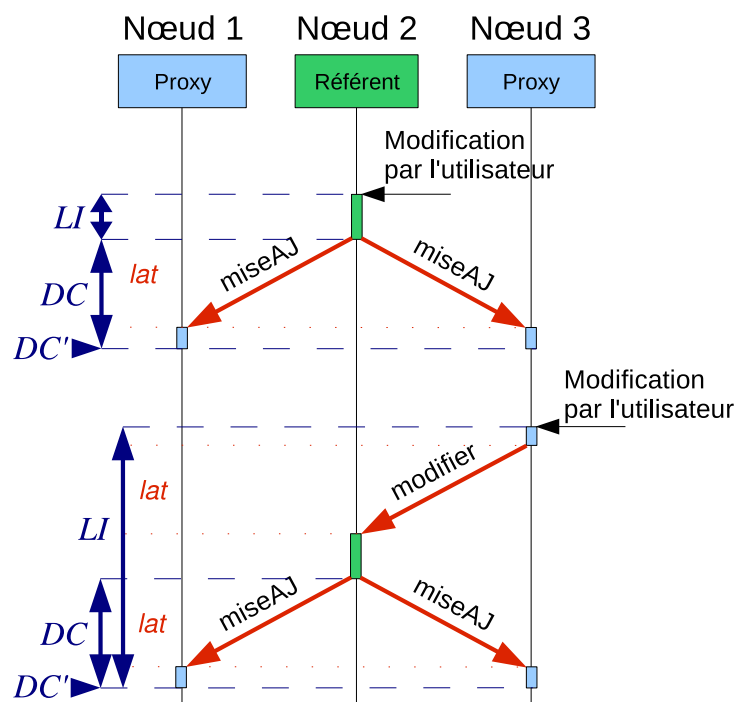 Nœud 1
Nœud 2
Nœud 3
Proxy
Référent
Proxy
Modification
par l'utilisateur
LI
miseAJ
miseAJ
lat
DC
DC'
Modification
par l'utilisateur
modifier
lat
LI
miseAJ
miseAJ
lat
DC
DC'